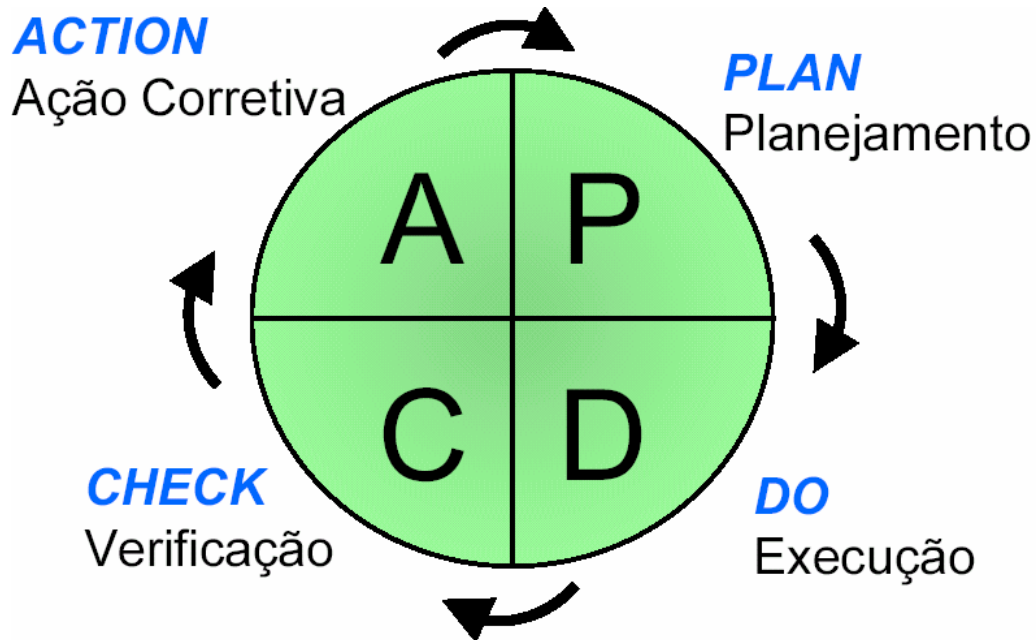 ACTION
Ação Corretiva
PLAN
Planejamento
A
P
C
D
CHECK
Verificação
DO
Execução